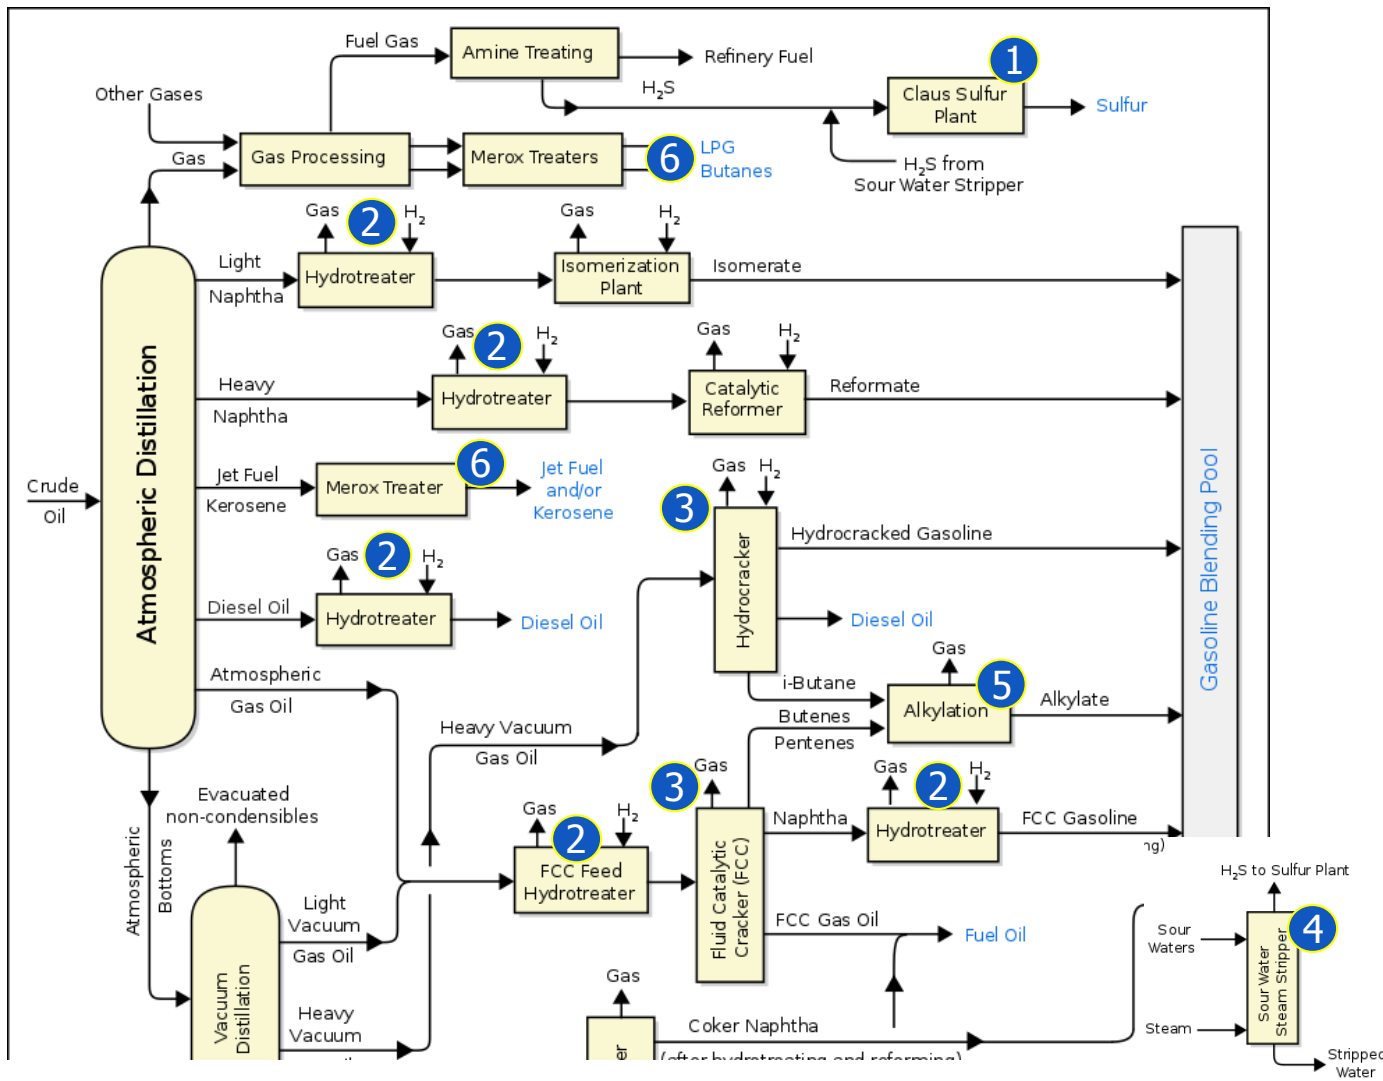 Fuel Gas
Amine Treating
Refinery Fuel
1
Other Gases
H₂S
Claus Sulfur
Plant
Sulfur
Gas
Gas Processing
Merox Treaters
6
LPG
Butanes
H₂S from
Sour Water Stripper
Gas
2
H₂
Gas
H₂
Light
Naphtha
Hydrotreater
Isomerization
Plant
Isomerate
Gas
2
H₂
Gas
H₂
Heavy
Naphtha
Hydrotreater
Catalytic
Reformer
Reformate
Atmospheric Distillation
Crude
Oil
Jet Fuel
Kerosene
Merox Treater
6
Jet Fuel
and/or
Kerosene
Gas
H₂
3
Hydrocracker
Hydrocracked Gasoline
Gasoline Blending Pool
Gas
2
H₂
Diesel Oil
Hydrotreater
Diesel Oil
Diesel Oil
Atmospheric
Gas Oil
i-Butane
Gas
5
Alkylation
Alkylate
Butenes
Pentenes
Heavy Vacuum
Gas Oil
3
Gas
Gas
2
H₂
Naphtha
Hydrotreater
FCC Gasoline
ng)
Evacuated
non-condensibles
Atmospheric
Bottoms
Gas
2
H₂
FCC Feed
Hydrotreater
Fluid Catalytic
Cracker (FCC)
FCC Gas Oil
Fuel Oil
Light
Vacuum
Gas Oil
Vacuum
Distillation
Heavy
Vacuum
Gas
er
Coker Naphtha
(after hydrotreating and reforming)
H₂S to Sulfur Plant
4
Sour
Waters
Sour Water
Steam Stripper
Steam
Stripped
Water